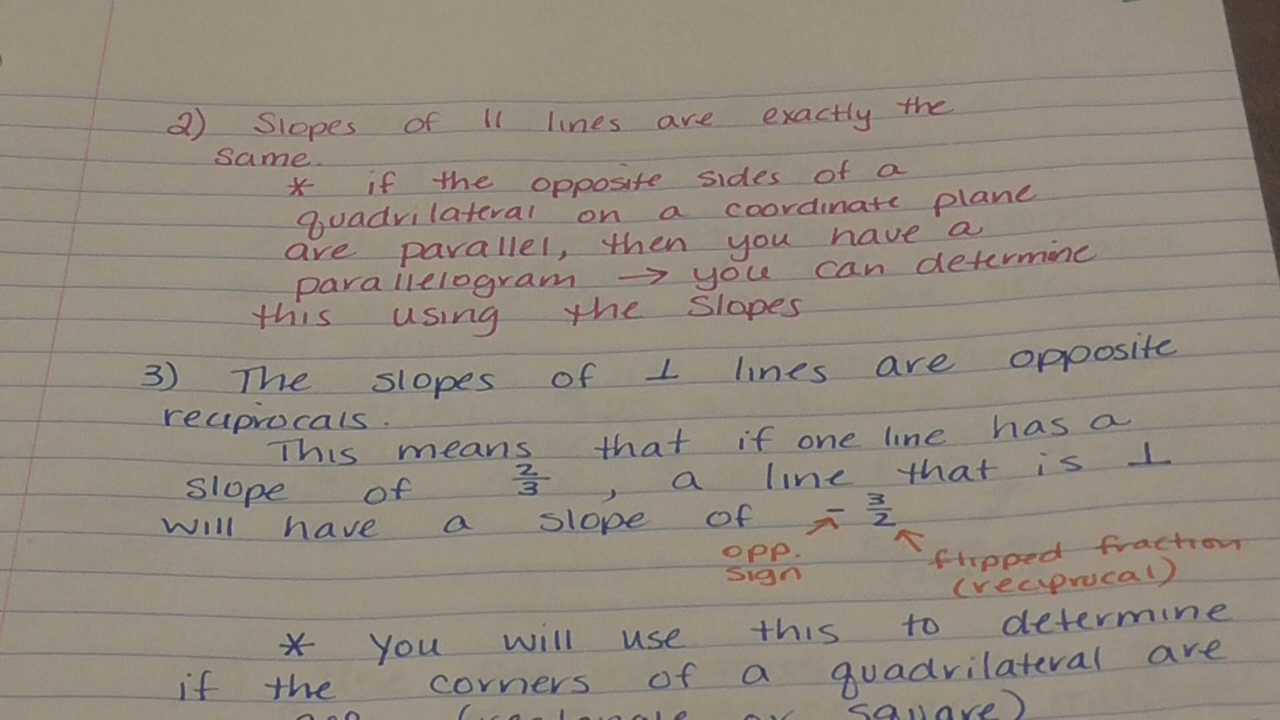 2) Slopes of || lines are exactly the
same.
* if the opposite sides of a
quadrilateral on a coordinate plane
are parallel, then you have a
parallelogram → you can determine
this using the slopes
3) The slopes of ⊥ lines are opposite
reciprocals.
This means that if one line has a
slope of 2/3, a line that is ⊥
will have a slope of - 3/2
opp.
sign
flipped fraction
(reciprocal)
* you will use this to determine
if the corners of a quadrilateral are
(rectangle or square)